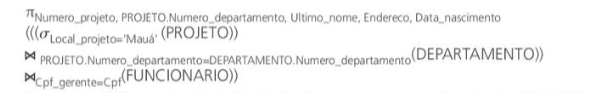 πNumero_projeto, PROJETO.Numero_departamento, Ultimo_nome, Endereco, Data_nascimento
(((σLocal_projeto='Mauá' (PROJETO))
⋈ PROJETO.Numero_departamento=DEPARTAMENTO.Numero_departamento(DEPARTAMENTO))
⋈Cpf_gerente=Cpf(FUNCIONARIO))